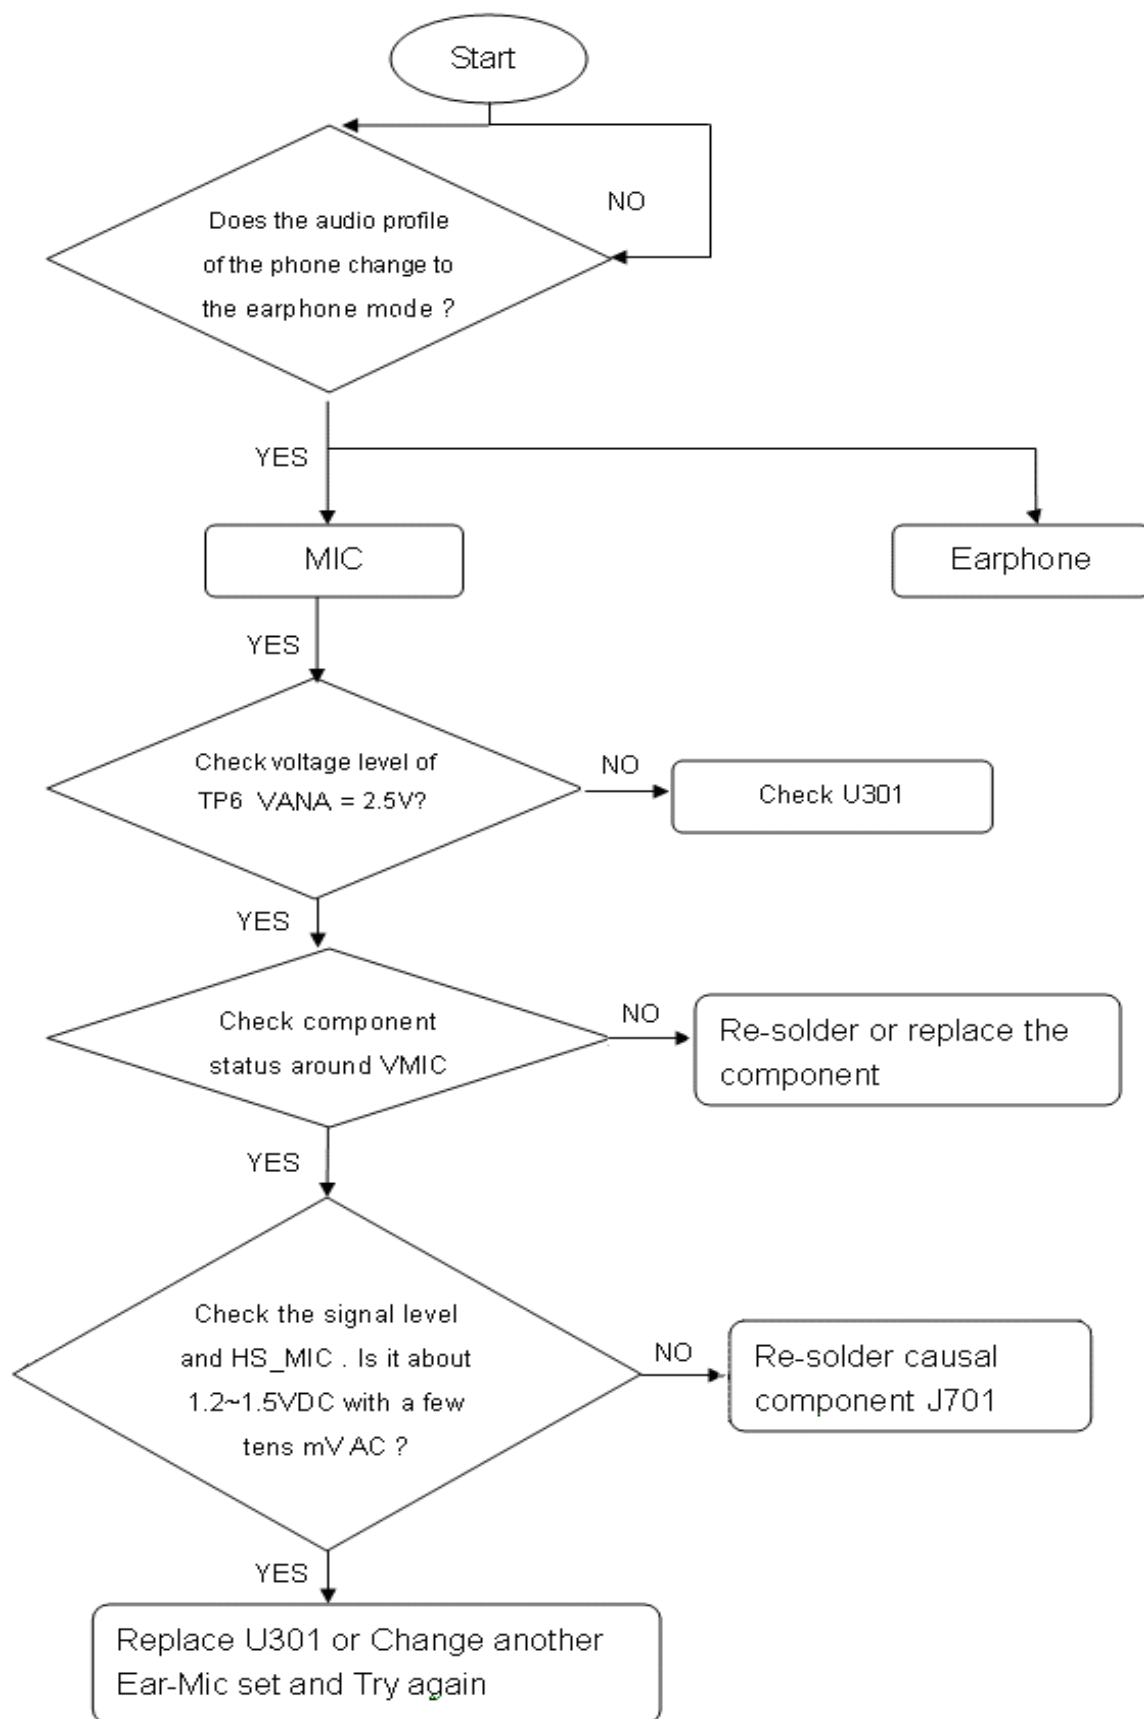 Start
NO
Does the audio profile
of the phone change to
the earphone mode ?
YES
MIC
Earphone
YES
Check voltage level of
TP6 VANA = 2.5V?
NO
Check U301
YES
Check component
status around VMIC
NO
Re-solder or replace the
component
YES
Check the signal level
and HS_MIC . Is it about
1.2~1.5VDC with a few
tens mV AC ?
NO
Re-solder causal
component J701
YES
Replace U301 or Change another
Ear-Mic set and Try again